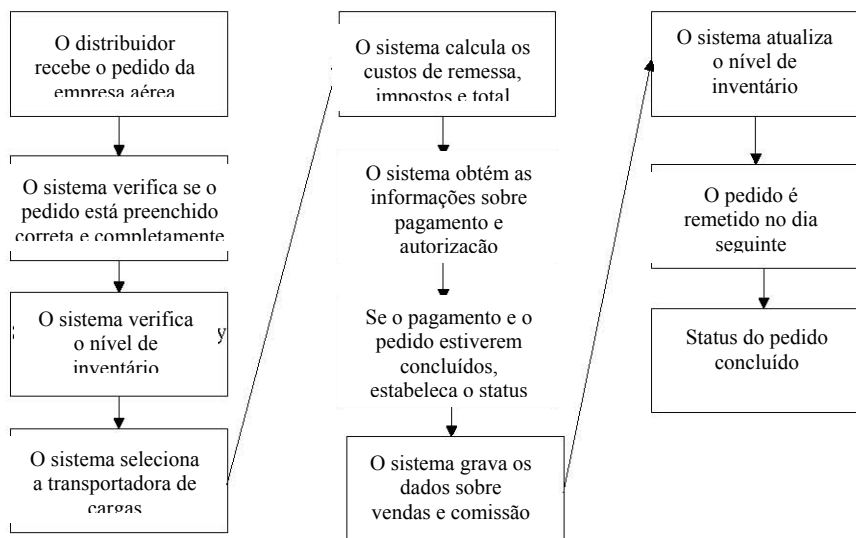 O distribuidor
recebe o pedido da
empresa aérea
O sistema verifica se o
pedido está preenchido
correta e completamente
O sistema verifica
o nível de
inventário
y
O sistema seleciona
a transportadora de
cargas
O sistema calcula os
custos de remessa,
impostos e total
O sistema obtém as
informações sobre
pagamento e
autorização
Se o pagamento e o
pedido estiverem
concluídos,
estabeleca o status
O sistema grava os
dados sobre
vendas e comissão
O sistema atualiza
o nível de
inventário
O pedido é
remetido no dia
seguinte
Status do pedido
concluído